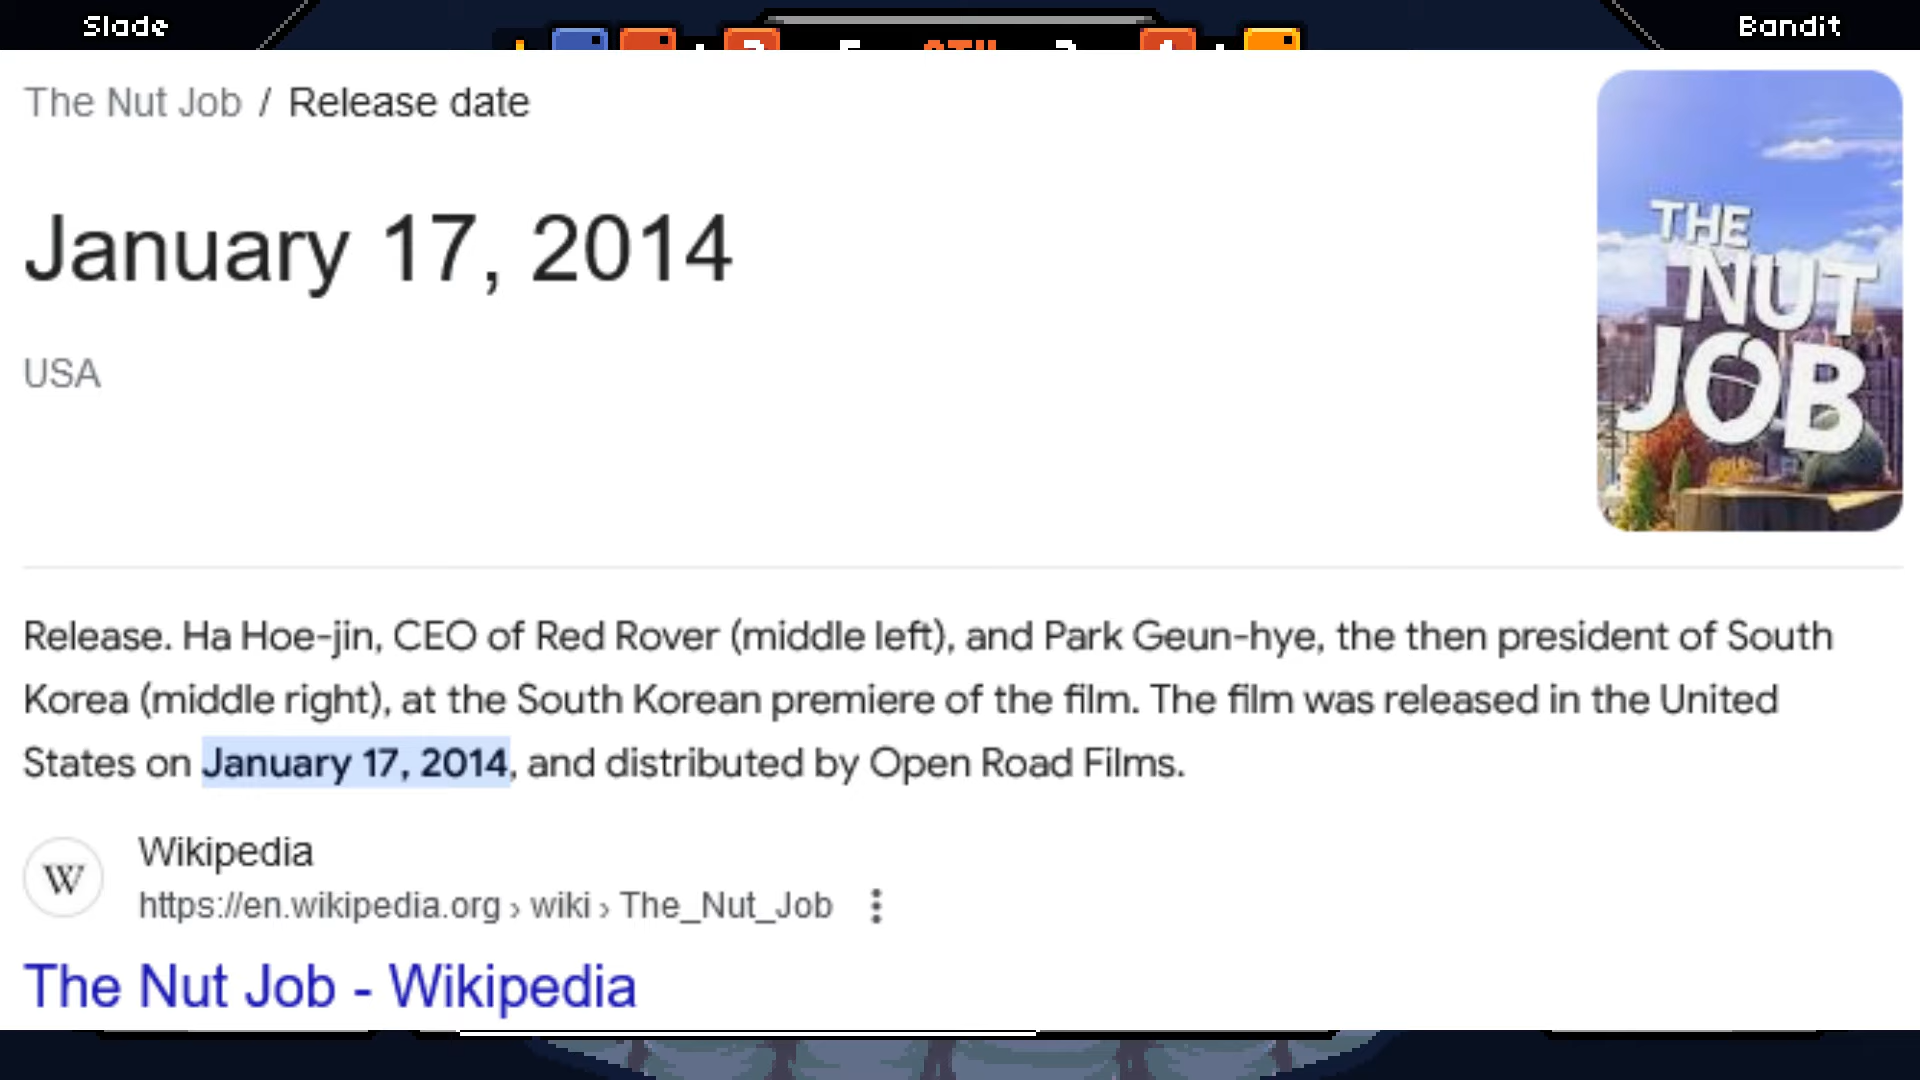 Slade
Bandit
The Nut Job / Release date
January 17, 2014
USA
THE
NUT
JOB
Release. Ha Hoe-jin, CEO of Red Rover (middle left), and Park Geun-hye, the then president of South
Korea (middle right), at the South Korean premiere of the film. The film was released in the United
States on January 17, 2014, and distributed by Open Road Films.
W
Wikipedia
https://en.wikipedia.org › wiki › The_Nut_Job
The Nut Job - Wikipedia